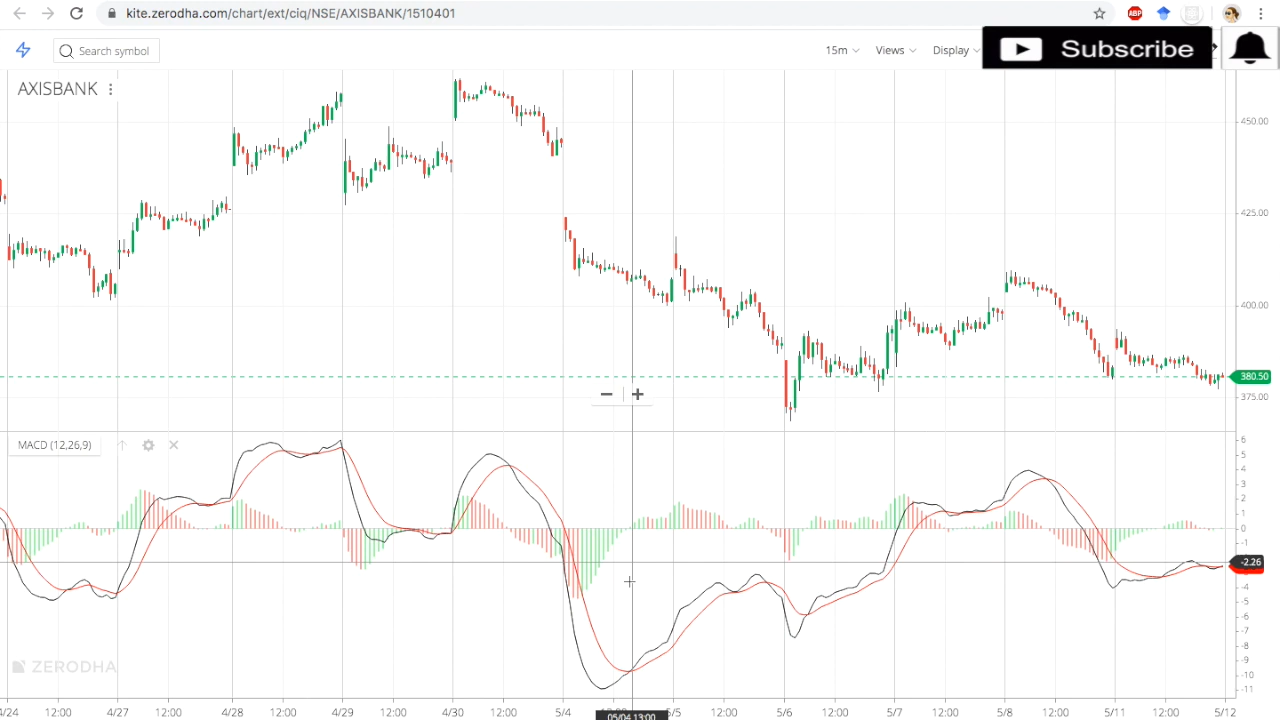 kite.zerodha.com/chart/ext/ciq/NSE/AXISBANK/1510401
ABP
Search symbol
15m
Views
Display
Subscribe
AXISBANK
450.00
425.00
400.00
380.50
375.00
MACD (12,26,9)
6
5
4
3
2
1
0
-1
-2.26
-4
-5
-6
-7
-8
-9
-10
-11
ZERODHA
4/24 12:00 4/27 12:00 4/28 12:00 4/29 12:00 4/30 12:00 5/4 5/5 12:00 5/6 12:00 5/7 12:00 5/8 12:00 5/11 12:00 5/12
05/04 13:00